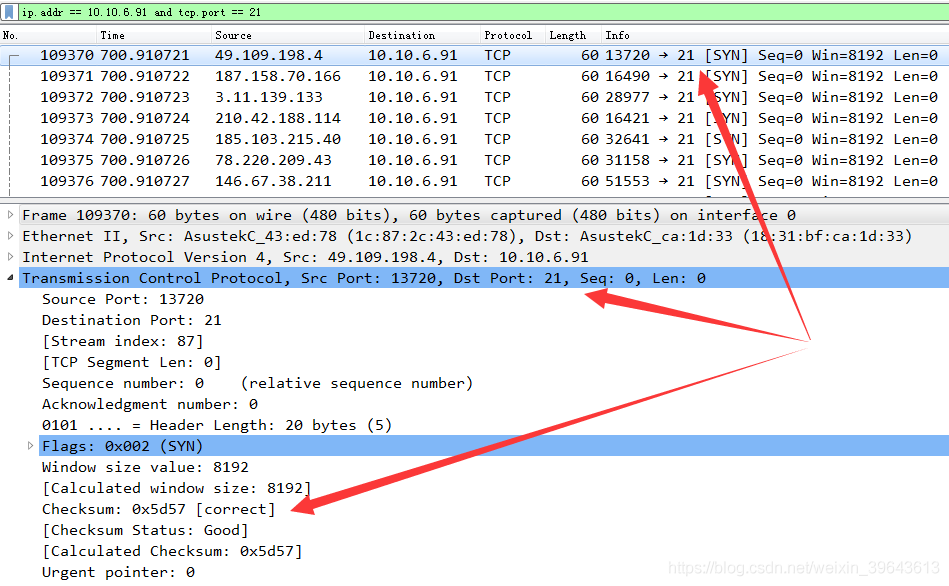 ip.addr == 10.10.6.91 and tcp.port == 21
No. Time Source Destination Protocol Length Info
109370 700.910721 49.109.198.4 10.10.6.91 TCP 60 13720 → 21 [SYN] Seq=0 Win=8192 Len=0
109371 700.910722 187.158.70.166 10.10.6.91 TCP 60 16490 → 21 [SYN] Seq=0 Win=8192 Len=0
109372 700.910723 3.11.139.133 10.10.6.91 TCP 60 28977 → 21 [SYN] Seq=0 Win=8192 Len=0
109373 700.910724 210.42.188.114 10.10.6.91 TCP 60 16421 → 21 [SYN] Seq=0 Win=8192 Len=0
109374 700.910725 185.103.215.40 10.10.6.91 TCP 60 32641 → 21 [SYN] Seq=0 Win=8192 Len=0
109375 700.910726 78.220.209.43 10.10.6.91 TCP 60 31158 → 21 [SYN] Seq=0 Win=8192 Len=0
109376 700.910727 146.67.38.211 10.10.6.91 TCP 60 51553 → 21 [SYN] Seq=0 Win=8192 Len=0
Frame 109370: 60 bytes on wire (480 bits), 60 bytes captured (480 bits) on interface 0
Ethernet II, Src: AsustekC_43:ed:78 (1c:87:2c:43:ed:78), Dst: AsustekC_ca:1d:33 (18:31:bf:ca:1d:33)
Internet Protocol Version 4, Src: 49.109.198.4, Dst: 10.10.6.91
Transmission Control Protocol, Src Port: 13720, Dst Port: 21, Seq: 0, Len: 0
Source Port: 13720
Destination Port: 21
[Stream index: 87]
[TCP Segment Len: 0]
Sequence number: 0 (relative sequence number)
Acknowledgment number: 0
0101 .... = Header Length: 20 bytes (5)
Flags: 0x002 (SYN)
Window size value: 8192
[Calculated window size: 8192]
Checksum: 0x5d57 [correct]
[Checksum Status: Good]
[Calculated Checksum: 0x5d57]
Urgent pointer: 0
https://blog.csdn.net/weixin_39643613